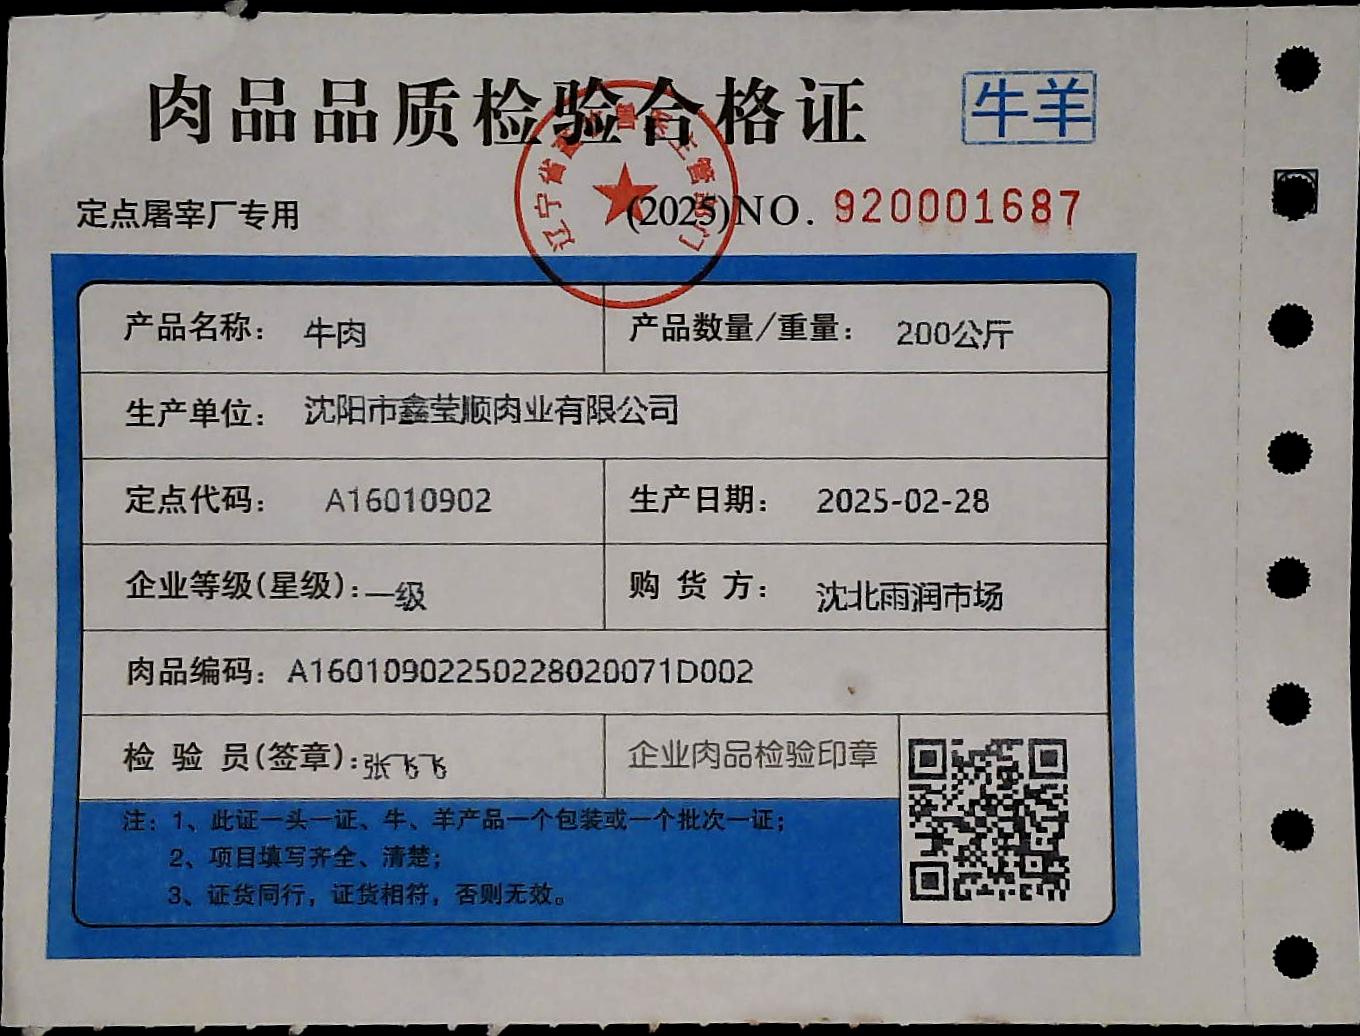 肉品品质检验合格证
牛羊
定点屠宰厂专用
(2025)NO. 920001687
产品名称: 牛肉
产品数量/重量: 200公斤
生产单位: 沈阳市鑫莹顺肉业有限公司
定点代码: A16010902
生产日期: 2025-02-28
企业等级(星级): 一级
购 货 方: 沈北雨润市场
肉品编码: A16010902250228020071D002
检 验 员(签章): 张飞飞
企业肉品检验印章
注: 1、此证一头一证、牛、羊产品一个包装或一个批次一证;
2、项目填写齐全、清楚;
3、证货同行, 证货相符, 否则无效。